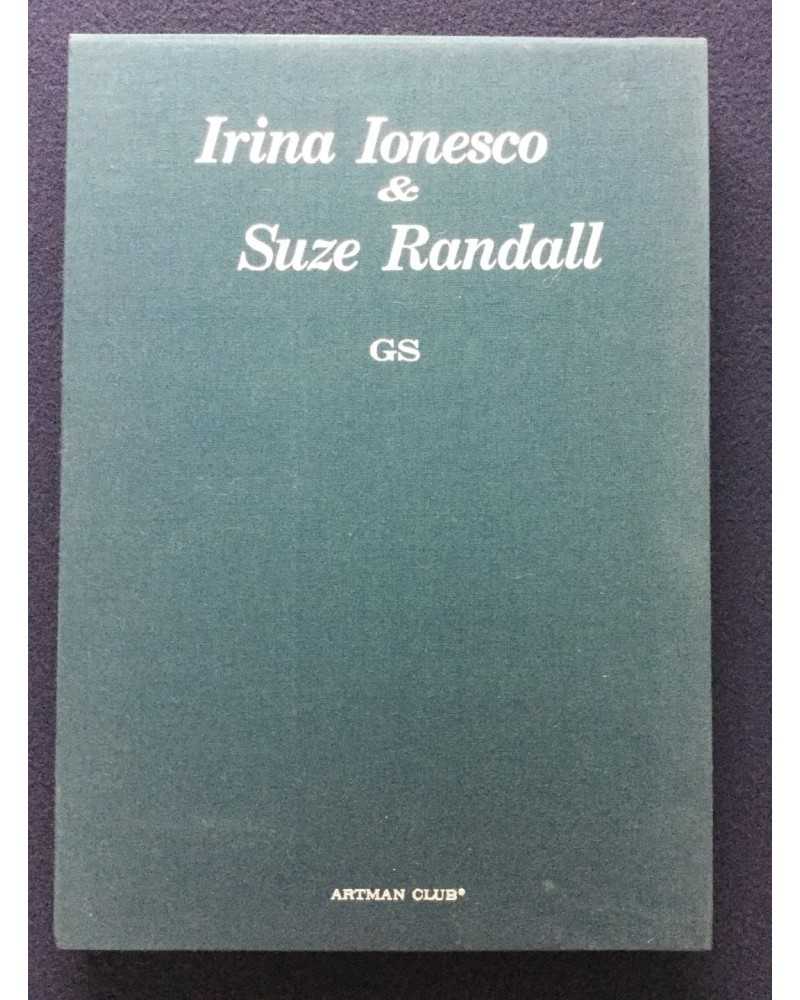 Irina Ionesco
&
Suze Randall
GS
ARTMAN CLUB®